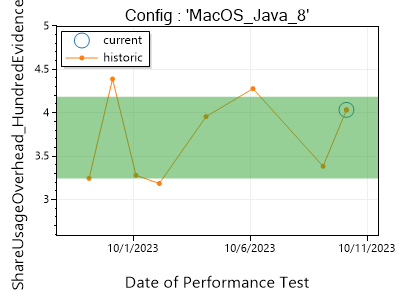 Config : 'MacOS_Java_8'
ShareUsageOverhead_HundredEvidence
5
4.5
4
3.5
3
current
historic
10/1/2023
10/6/2023
10/11/2023
Date of Performance Test